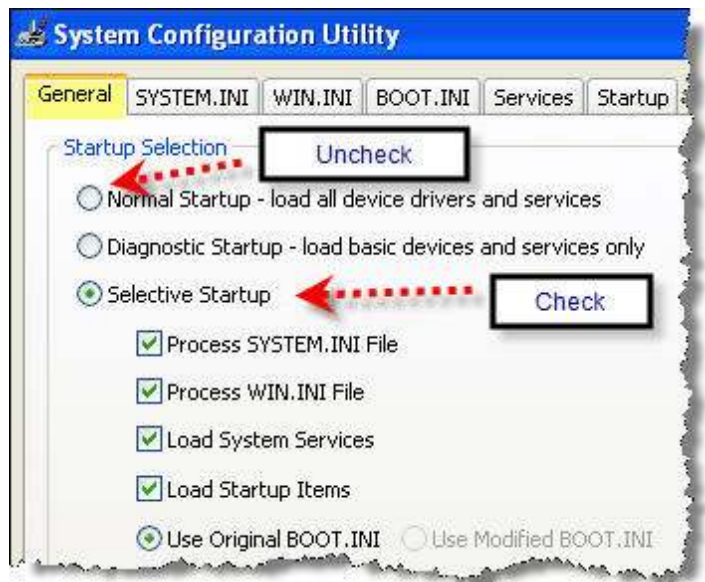 System Configuration Utility
General SYSTEM.INI WIN.INI BOOT.INI Services Startup
Startup Selection
Uncheck
Normal Startup - load all device drivers and services
Diagnostic Startup - load basic devices and services only
Selective Startup
Check
Process SYSTEM.INI File
Process WIN.INI File
Load System Services
Load Startup Items
Use Original BOOT.INI Use Modified BOOT.INI